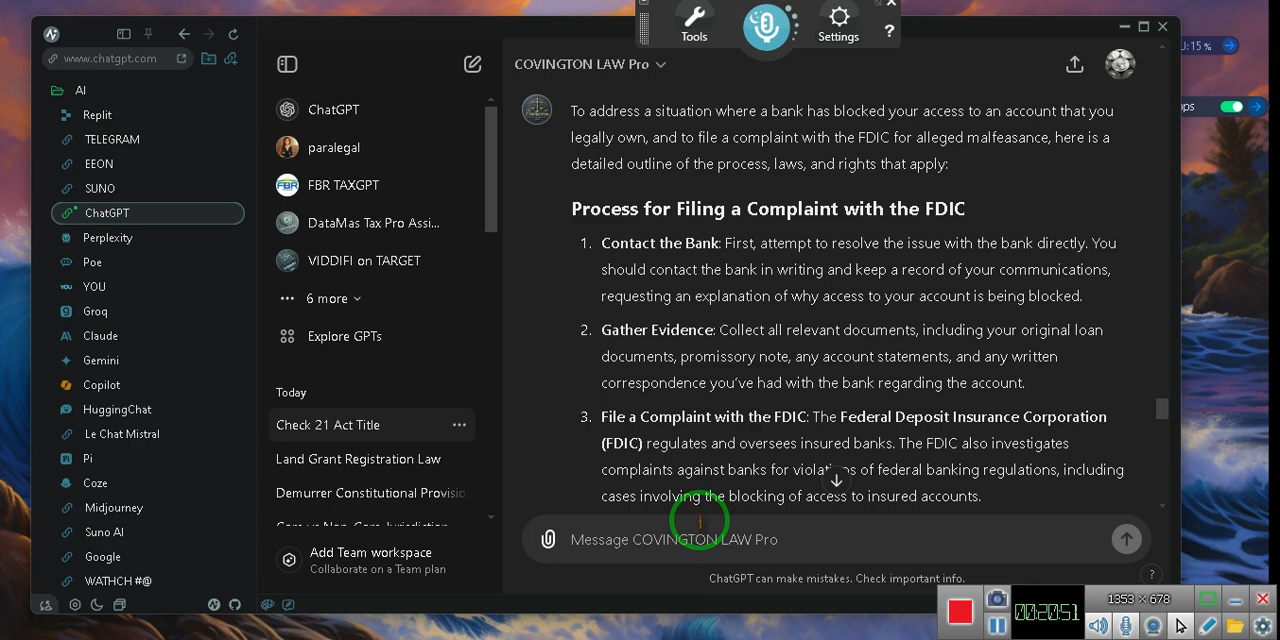 Tools
Settings
?
www.chatgpt.com
AI
Replit
TELEGRAM
EEON
SUNO
ChatGPT
Perplexity
Poe
YOU
Groq
Claude
Gemini
Copilot
HuggingChat
Le Chat Mistral
Pi
Coze
Midjourney
Suno AI
Google
WATHCH #@
ChatGPT
paralegal
FBR TAXGPT
DataMas Tax Pro Assi...
VIDDIFI on TARGET
6 more
Explore GPTs
Today
Check 21 Act Title
Land Grant Registration Law
Demurrer Constitutional Provisio
Add Team workspace
Collaborate on a Team plan
COVINGTON LAW Pro
To address a situation where a bank has blocked your access to an account that you
legally own, and to file a complaint with the FDIC for alleged malfeasance, here is a
detailed outline of the process, laws, and rights that apply:
Process for Filing a Complaint with the FDIC
1. Contact the Bank: First, attempt to resolve the issue with the bank directly. You
should contact the bank in writing and keep a record of your communications,
requesting an explanation of why access to your account is being blocked.
2. Gather Evidence: Collect all relevant documents, including your original loan
documents, promissory note, any account statements, and any written
correspondence you've had with the bank regarding the account.
3. File a Complaint with the FDIC: The Federal Deposit Insurance Corporation
(FDIC) regulates and oversees insured banks. The FDIC also investigates
complaints against banks for violations of federal banking regulations, including
cases involving the blocking of access to insured accounts.
Message COVINGTON LAW Pro
ChatGPT can make mistakes. Check important info.
?
J: 15 %
ops
1353 × 678
00:20:51